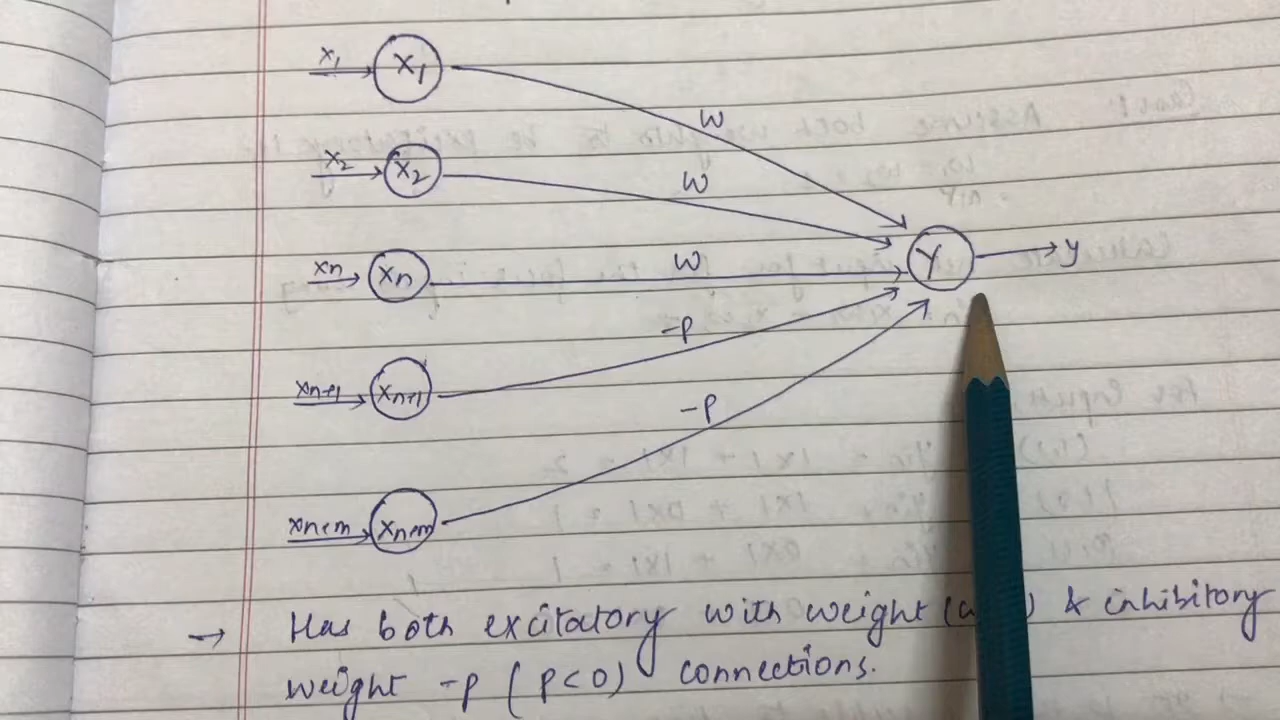 x1 X1
w
x2 X2
w
xn Xn
w
Y y
-p
xn+1 Xn+1
-p
xn+m Xn+m
→ Has both excitatory with weight ( ) & inhibitory
weight -p (p<0) connections.